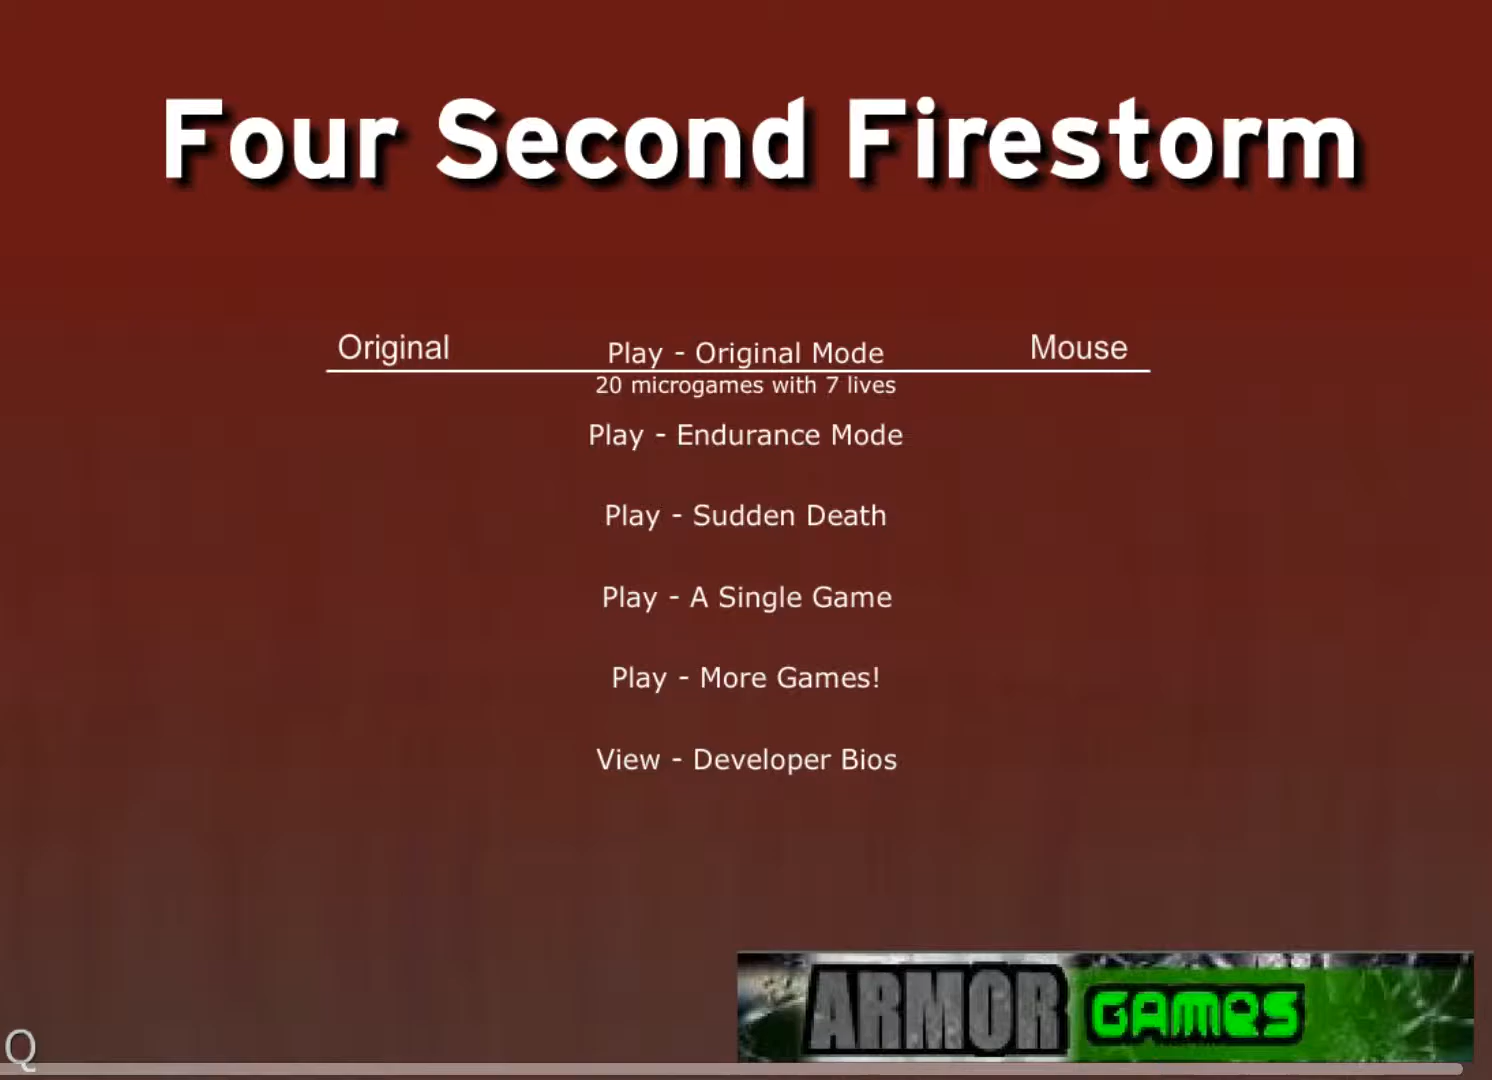 Four Second Firestorm
Original
Play - Original Mode
Mouse
20 microgames with 7 lives
Play - Endurance Mode
Play - Sudden Death
Play - A Single Game
Play - More Games!
View - Developer Bios
ARMOR GAMES
Q